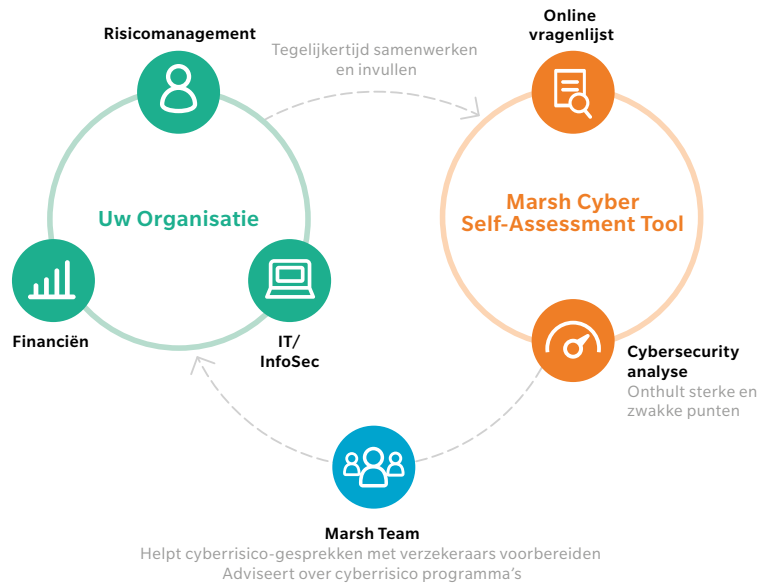 Risicomanagement
Tegelijkertijd samenwerken
en invullen
Online
vragenlijst
Uw Organisatie
Marsh Cyber
Self-Assessment Tool
Financiën
IT/
InfoSec
Cybersecurity
analyse
Onthult sterke en
zwakke punten
Marsh Team
Helpt cyberrisico-gesprekken met verzekeraars voorbereiden
Adviseert over cyberrisico programma's